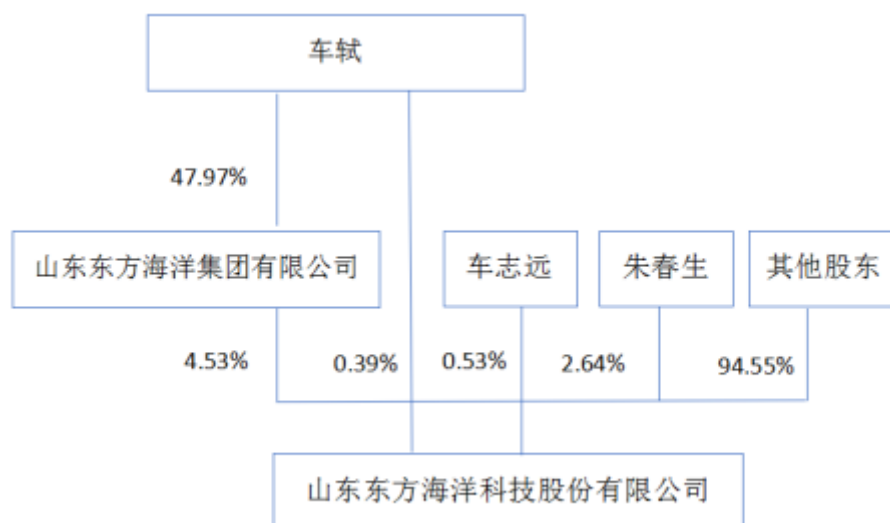 车轼
47.97%
山东东方海洋集团有限公司
车志远
朱春生
其他股东
4.53%
0.39%
0.53%
2.64%
94.55%
山东东方海洋科技股份有限公司